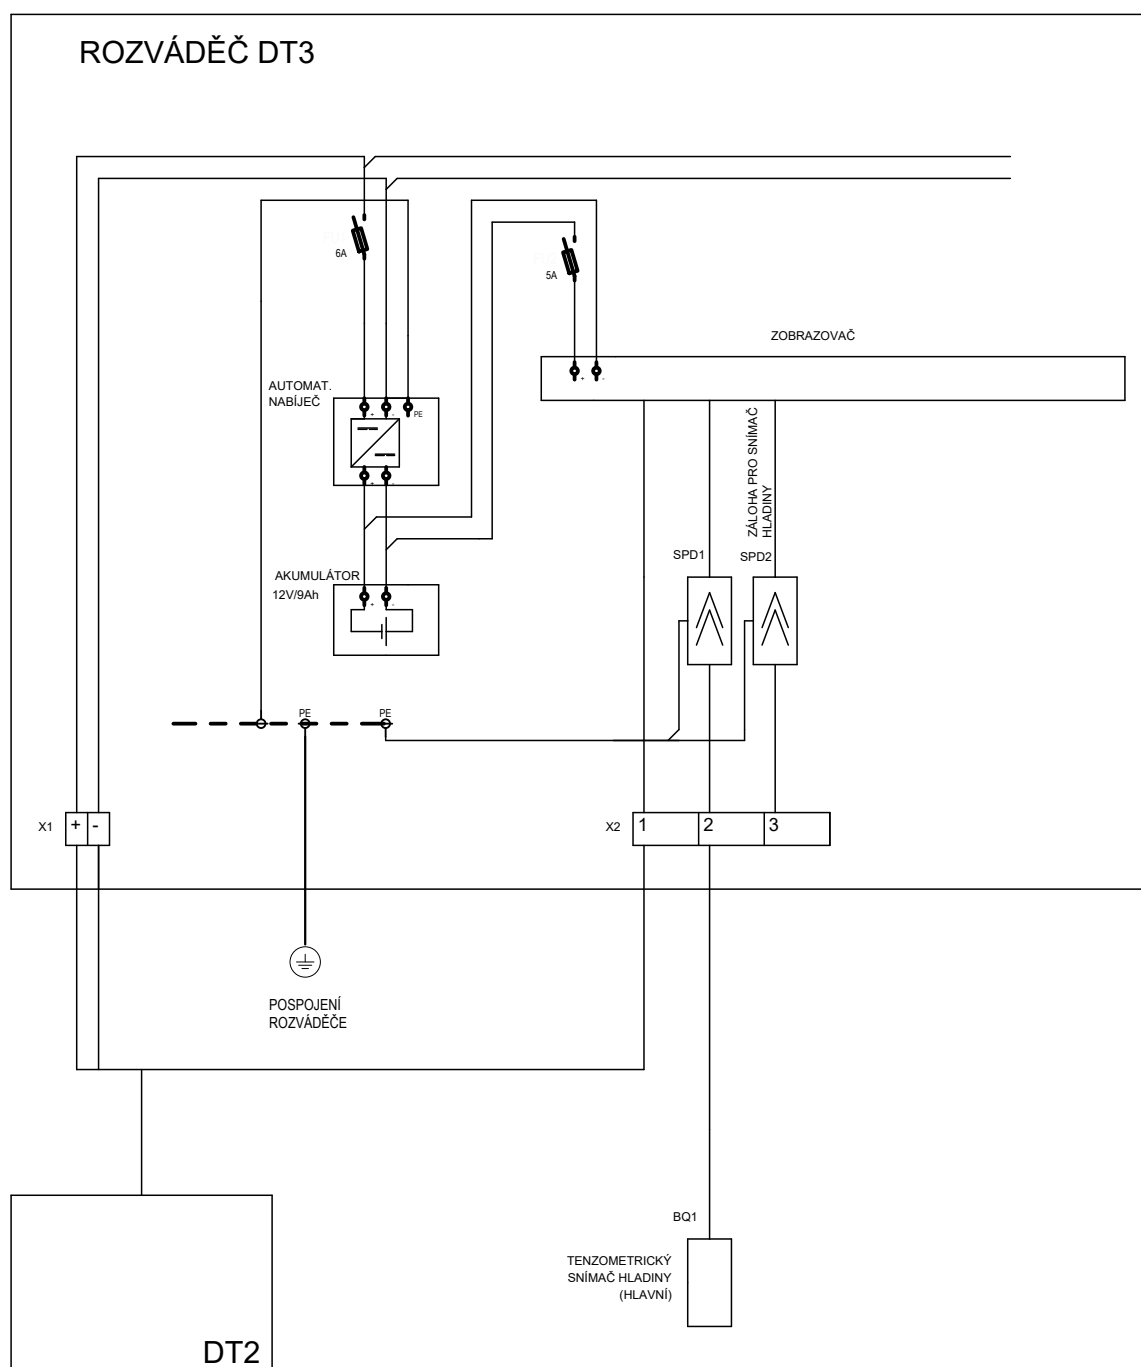 ROZVÁDĚČ DT3
6A
5A
ZOBRAZOVAČ
+ -
AUTOMAT.
NABÍJEČ
+ - PE
+ -
ZÁLOHA PRO SNÍMAČ
HLADINY
SPD1
SPD2
AKUMULÁTOR
12V/9Ah
+ -
PE
PE
X1
+ -
X2
1 2 3
POSPOJENÍ
ROZVÁDĚČE
BQ1
TENZOMETRICKÝ
SNÍMAČ HLADINY
(HLAVNÍ)
DT2